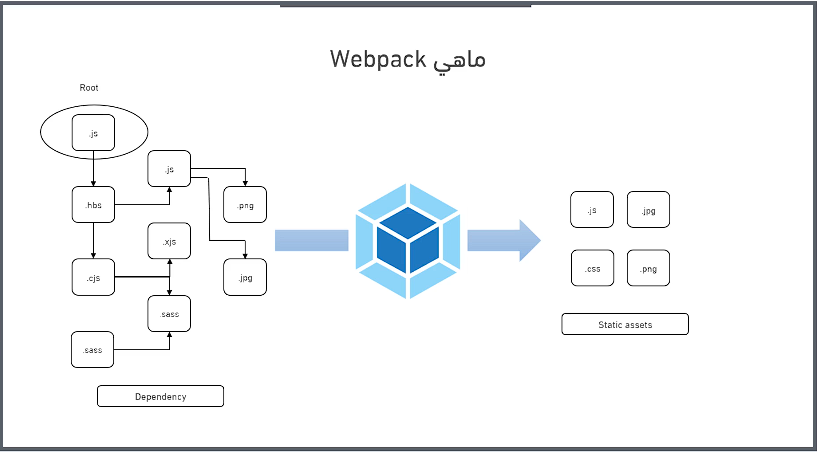 ماهي Webpack
Root
.js
.js
.hbs
.png
.xjs
.cjs
.jpg
.sass
.sass
Dependency
.js
.jpg
.css
.png
Static assets